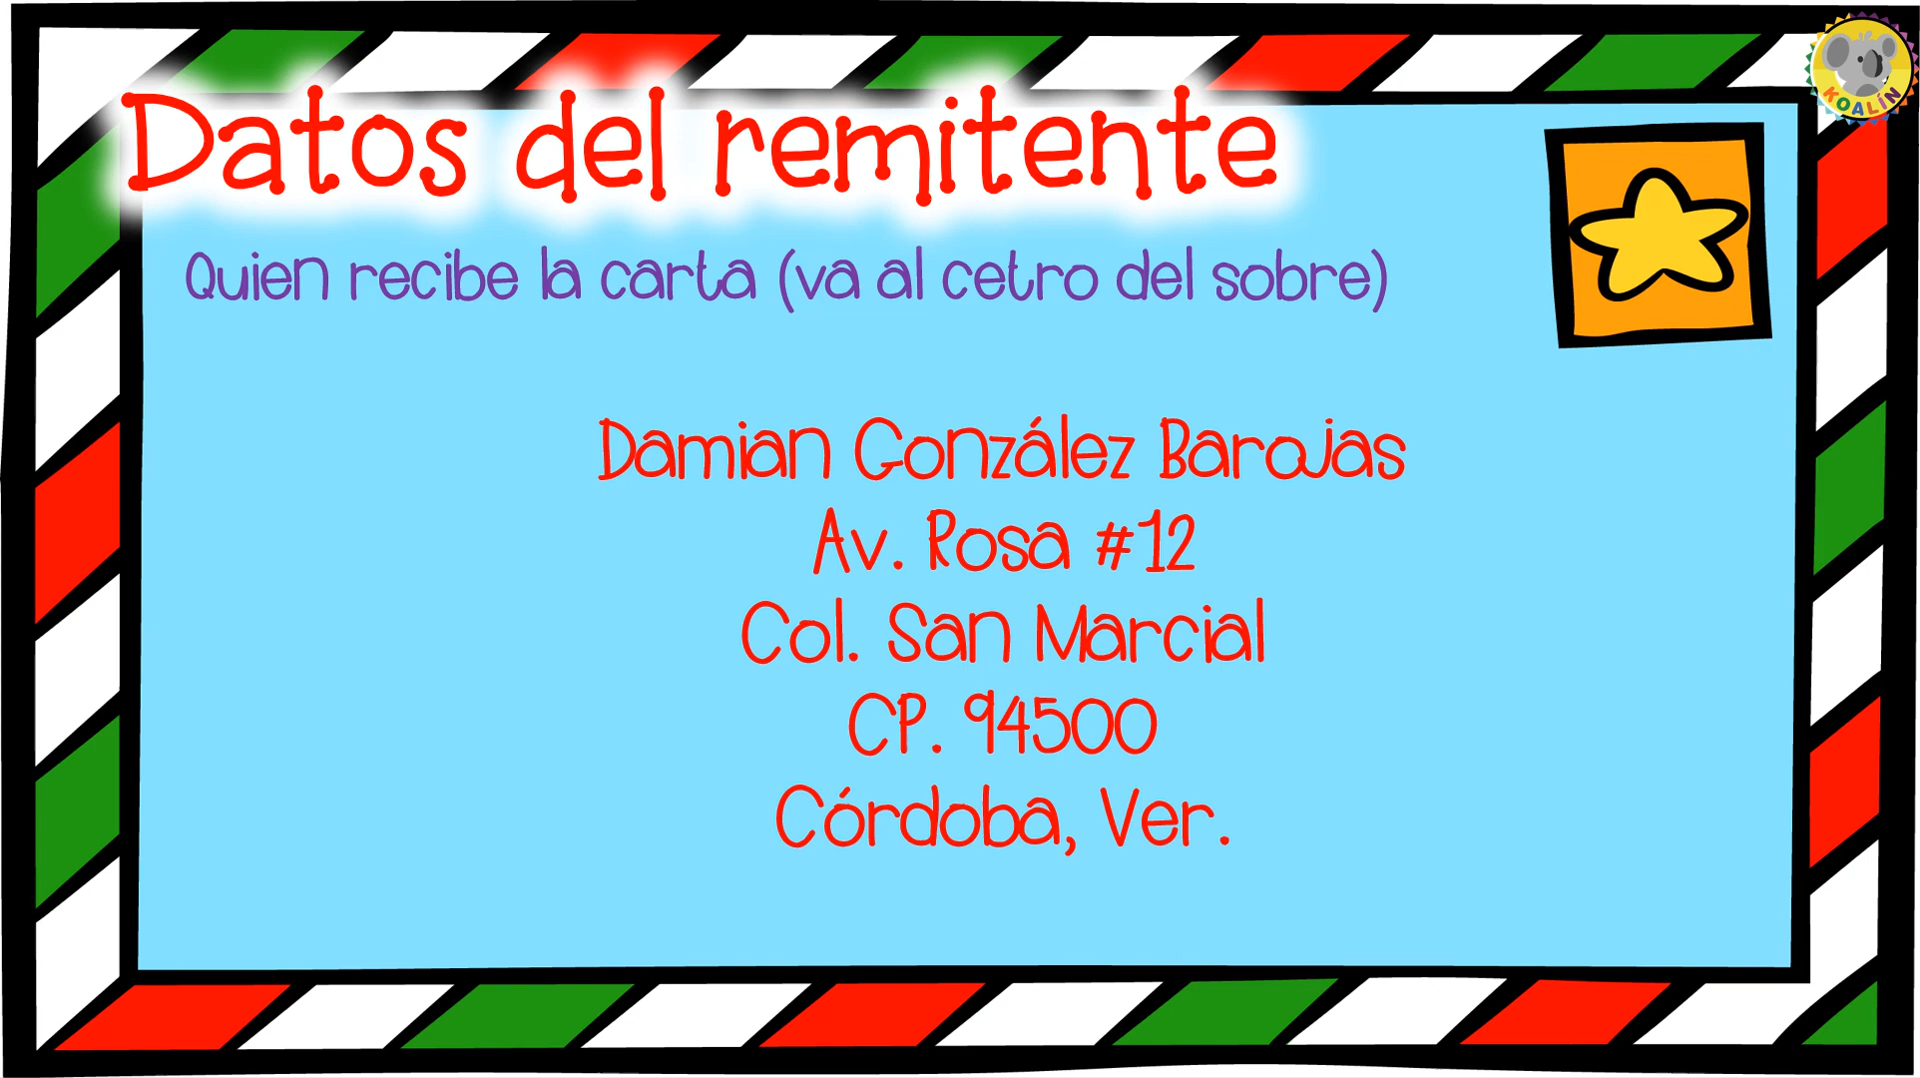 KOALÍN
Datos del remitente
Quien recibe la carta (va al cetro del sobre)
Damian González Barojas
Av. Rosa #12
Col. San Marcial
CP. 94500
Córdoba, Ver.